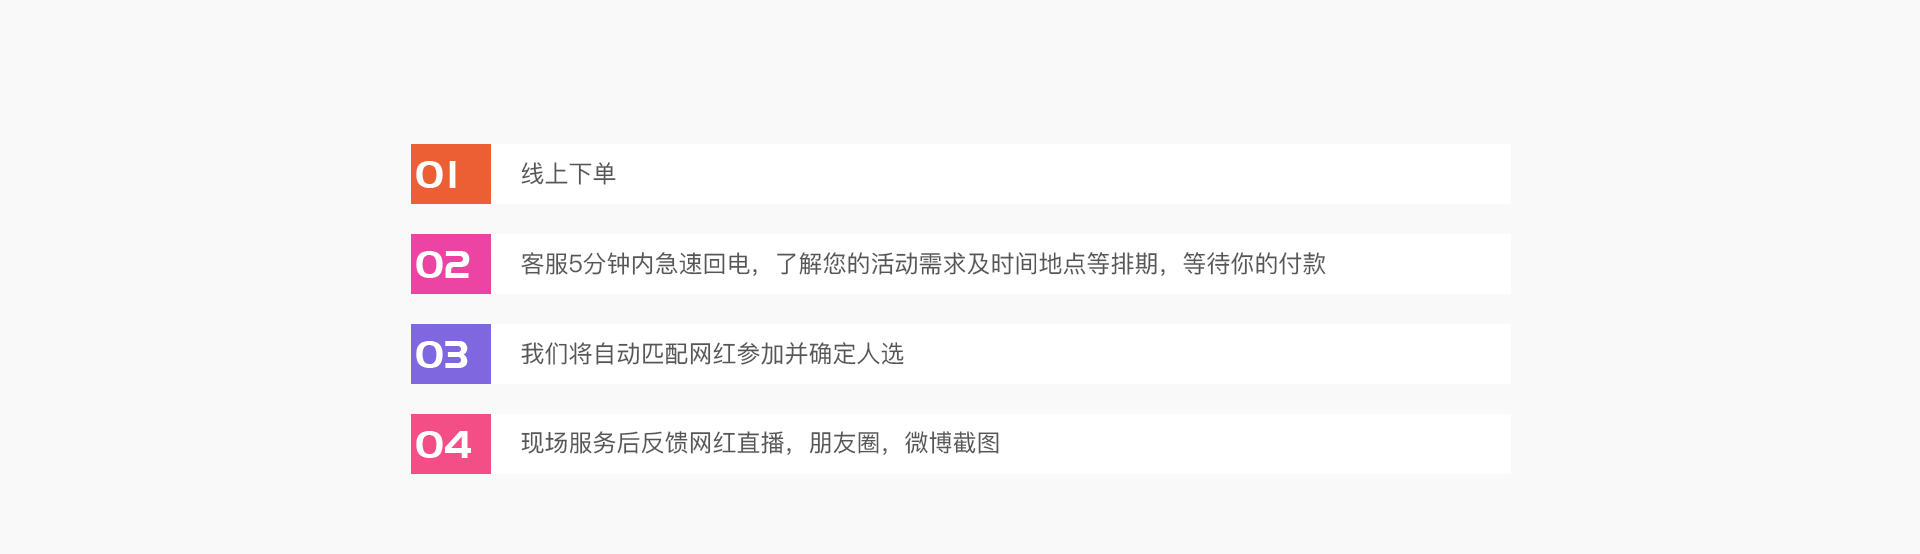 01 线上下单
02 客服5分钟内急速回电，了解您的活动需求及时间地点等排期，等待你的付款
03 我们将自动匹配网红参加并确定人选
04 现场服务后反馈网红直播，朋友圈，微博截图